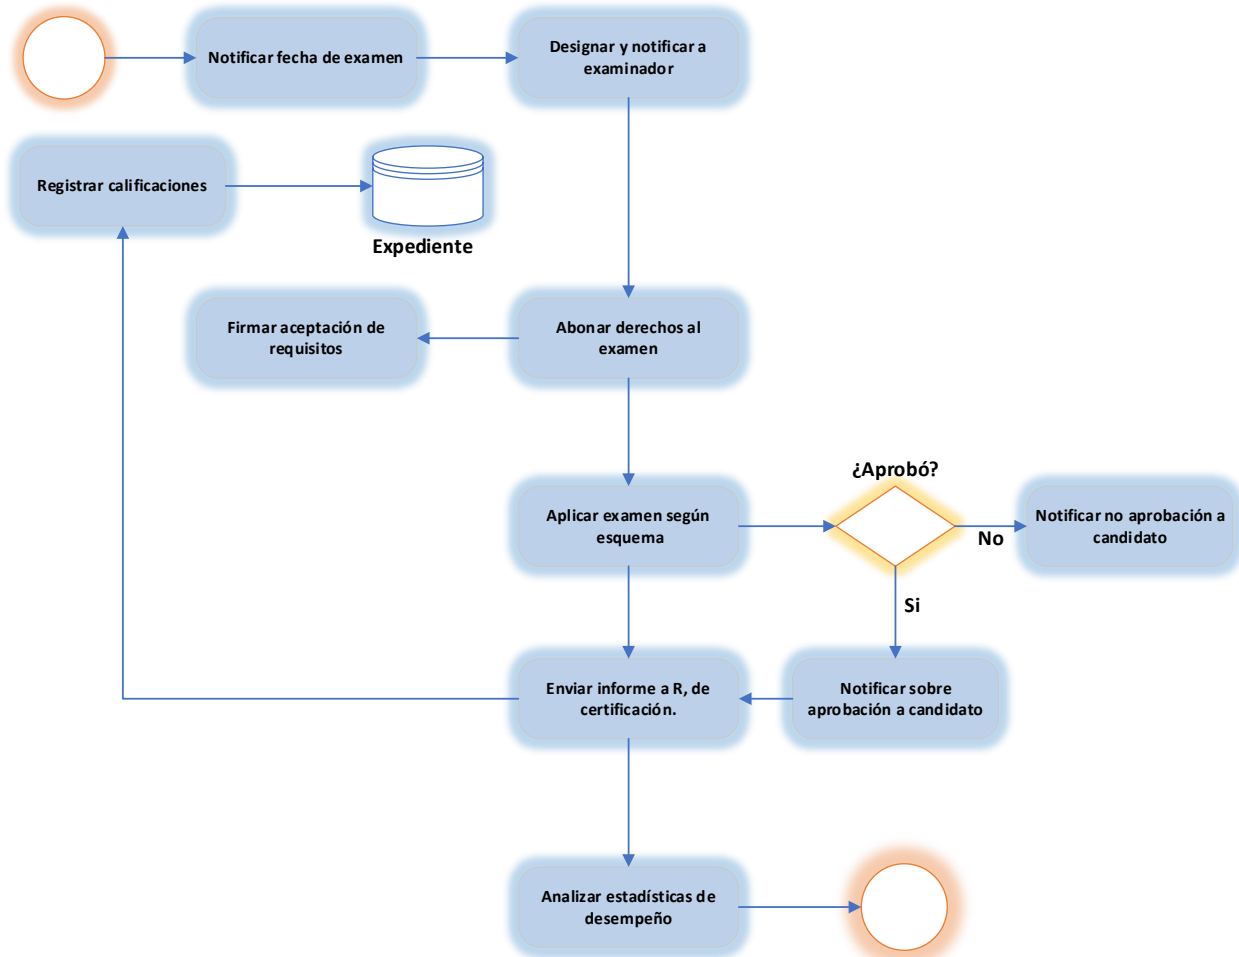 Notificar fecha de examen
Designar y notificar a
examinador
Registrar calificaciones
Expediente
Firmar aceptación de
requisitos
Abonar derechos al
examen
¿Aprobó?
Aplicar examen según
esquema
No
Notificar no aprobación a
candidato
Si
Enviar informe a R, de
certificación.
Notificar sobre
aprobación a candidato
Analizar estadísticas de
desempeño